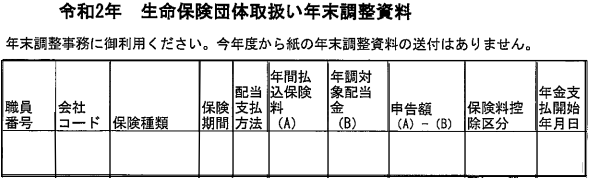 令和2年　生命保険団体取扱い年末調整資料
年末調整事務に御利用ください。今年度から紙の年末調整資料の送付はありません。
職員
番号
会社
コード
保険種類
保険
期間
配当
支払
方法
年間払
込保険
料
(A)
年調対
象配当
金
(B)
申告額
(A) - (B)
保険料控
除区分
年金支
払開始
年月日